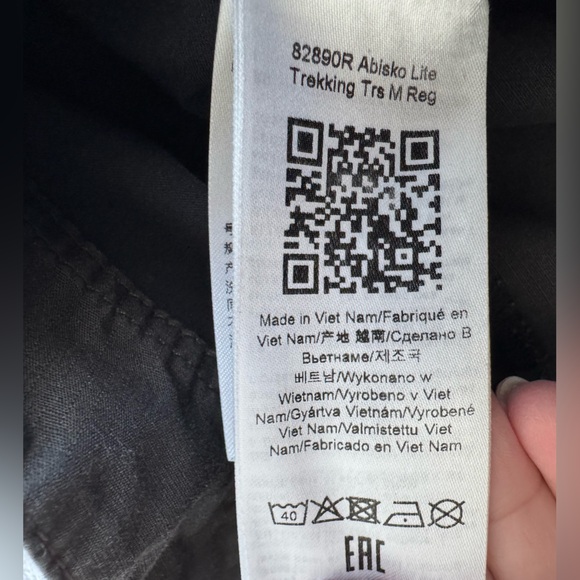 82890R Abisko Lite
Trekking Trs M Reg
Made in Viet Nam/Fabriqué en
Viet Nam/产地 越南/Сделано В
Вьетнаме/제조국
베트남/Wykonano w
Wietnam/Vyrobeno v Viet
Nam/Gyártva Vietnám/Vyrobené
Viet Nam/Valmistettu Viet
Nam/Fabricado en Viet Nam
40
EAC